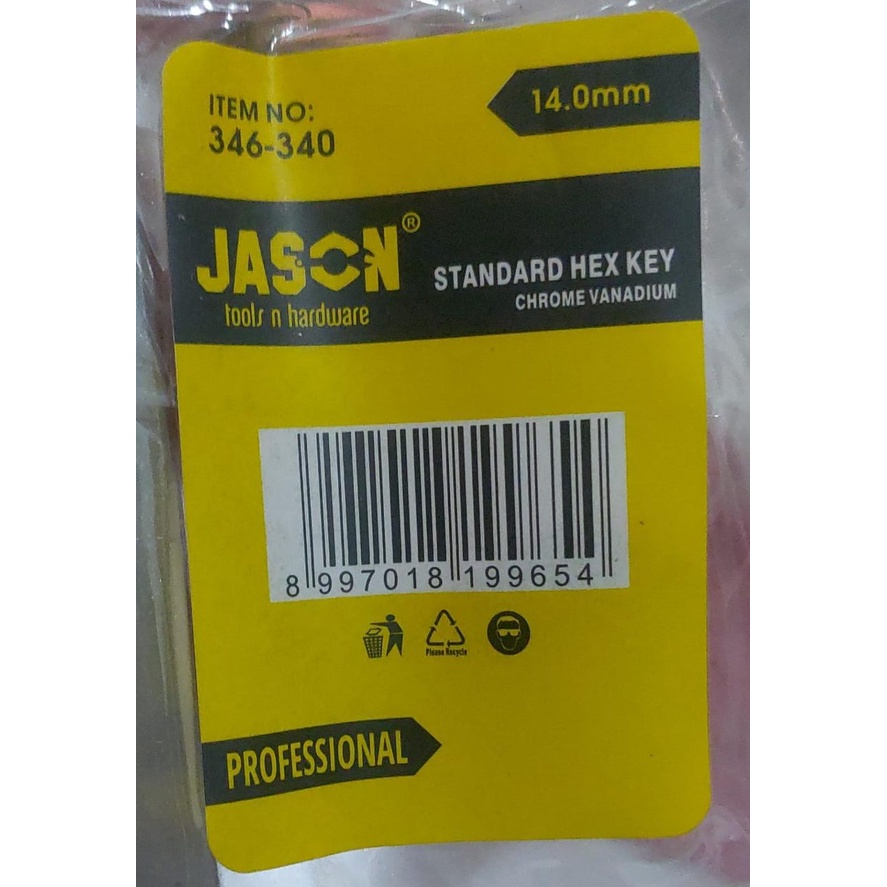 ITEM NO:
346-340
14.0mm
JASON®
tools n hardware
STANDARD HEX KEY
CHROME VANADIUM
8 997018 199654
Please Recycle
PROFESSIONAL